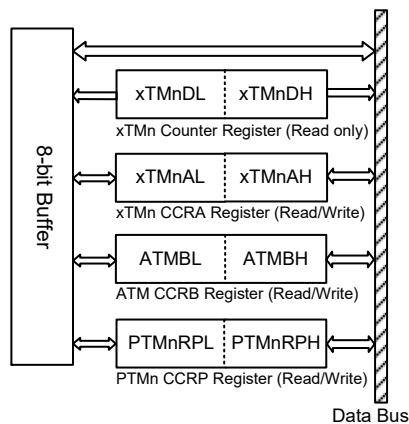 8-bit Buffer
xTMnDL xTMnDH
xTMn Counter Register (Read only)
xTMnAL xTMnAH
xTMn CCRA Register (Read/Write)
ATMBL ATMBH
ATM CCRB Register (Read/Write)
PTMnRPL PTMnRPH
PTMn CCRP Register (Read/Write)
Data Bus